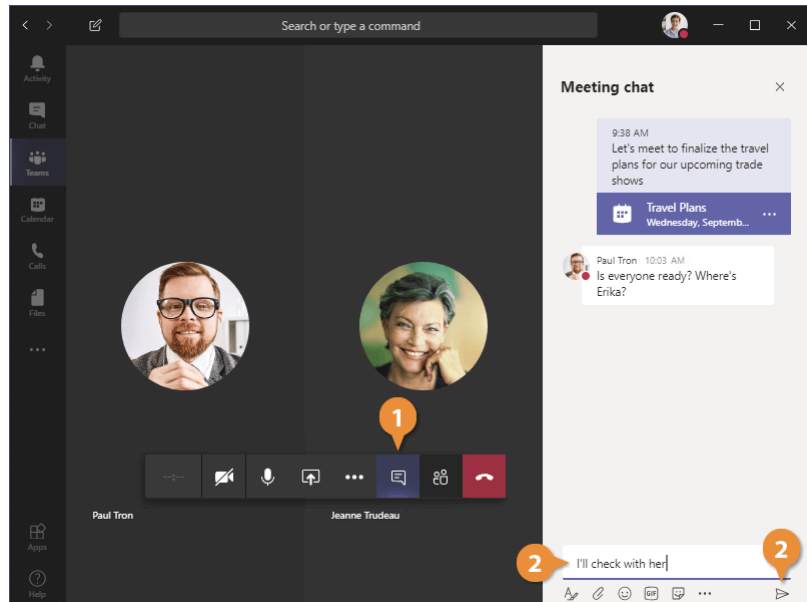 Search or type a command
Activity
Chat
Teams
Calendar
Calls
Files
Apps
Help
Meeting chat
9:38 AM
Let's meet to finalize the travel
plans for our upcoming trade
shows
Travel Plans
Wednesday, Septemb...
Paul Tron 10:03 AM
Is everyone ready? Where's
Erika?
1
--:--
Paul Tron
Jeanne Trudeau
2
I'll check with her
2
GIF